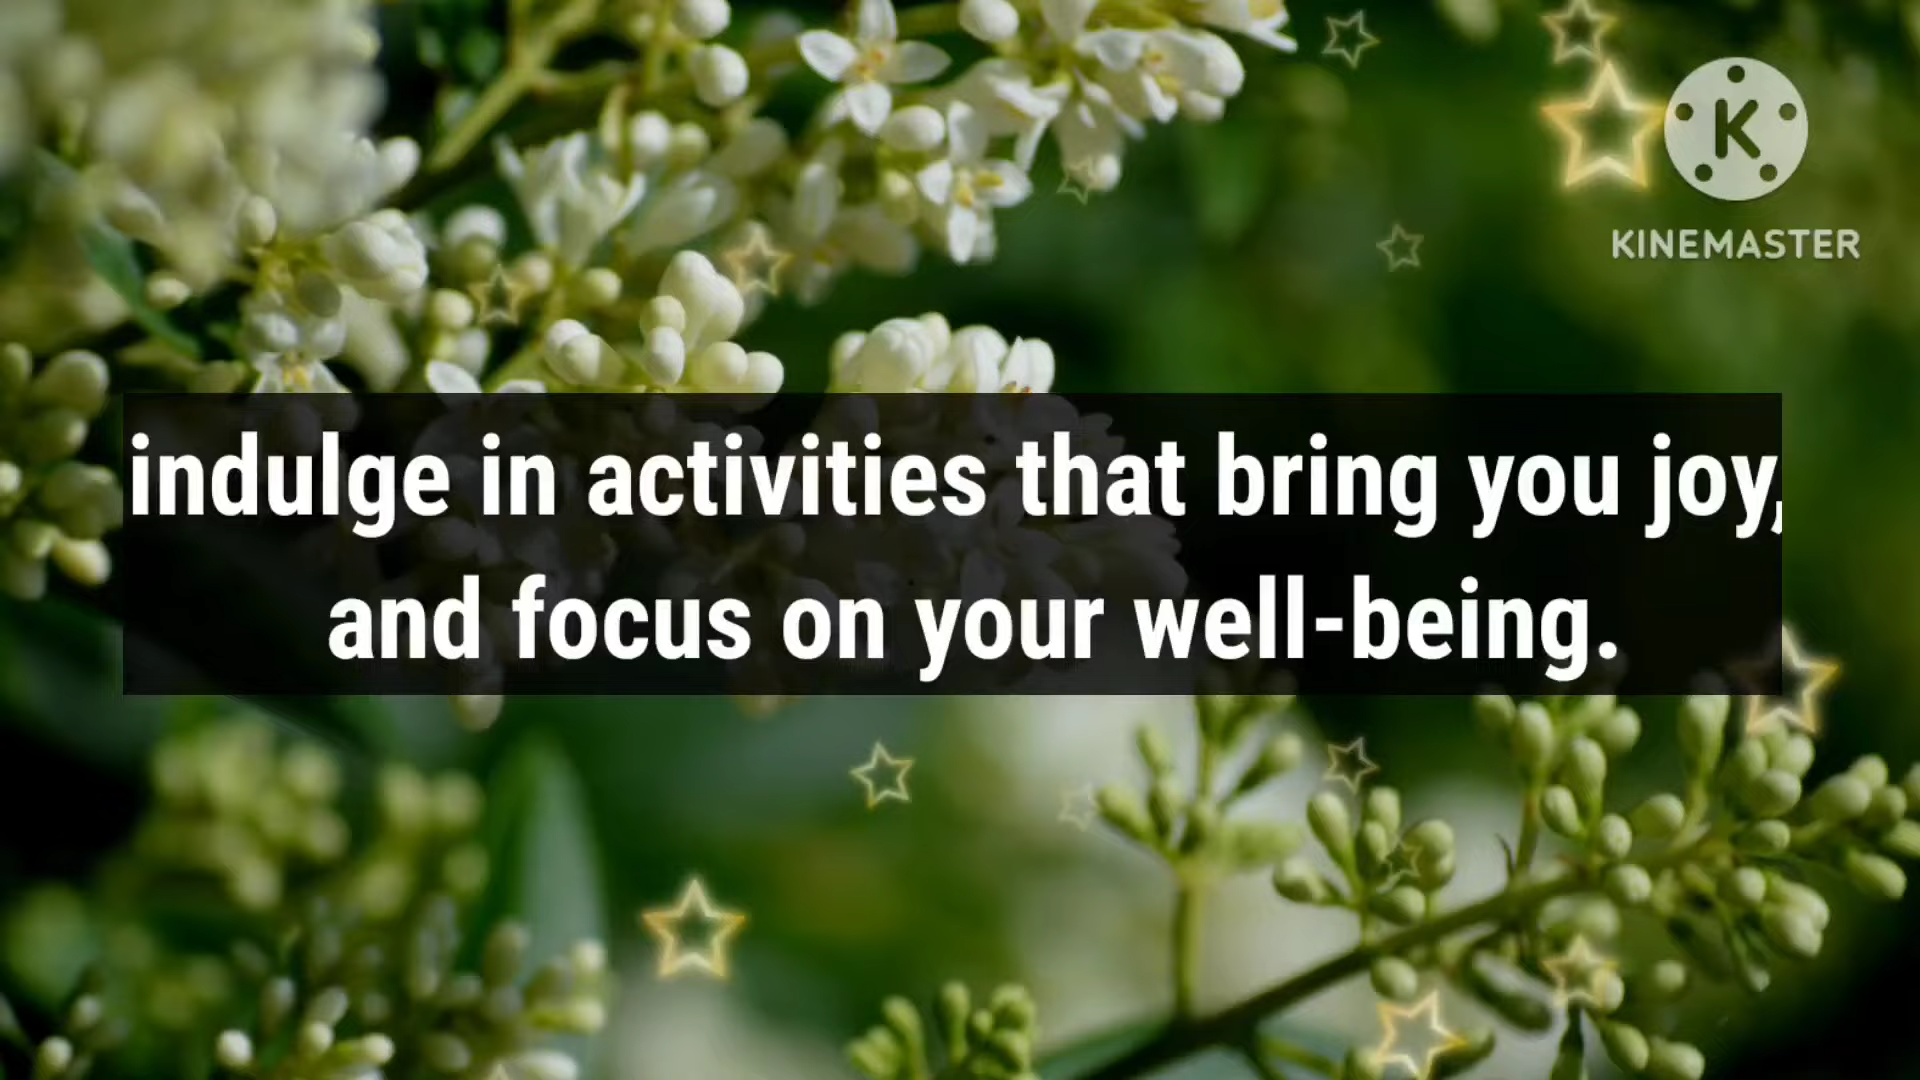 K
KINEMASTER
indulge in activities that bring you joy,
and focus on your well-being.